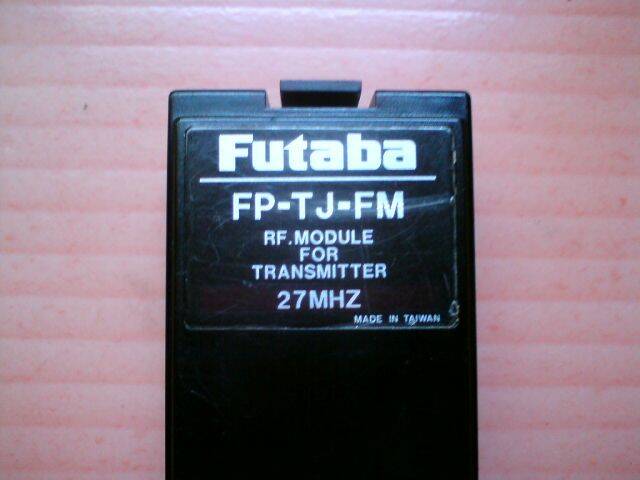 Futaba
FP-TJ-FM
RF.MODULE
FOR
TRANSMITTER
27MHZ
MADE IN TAIWAN